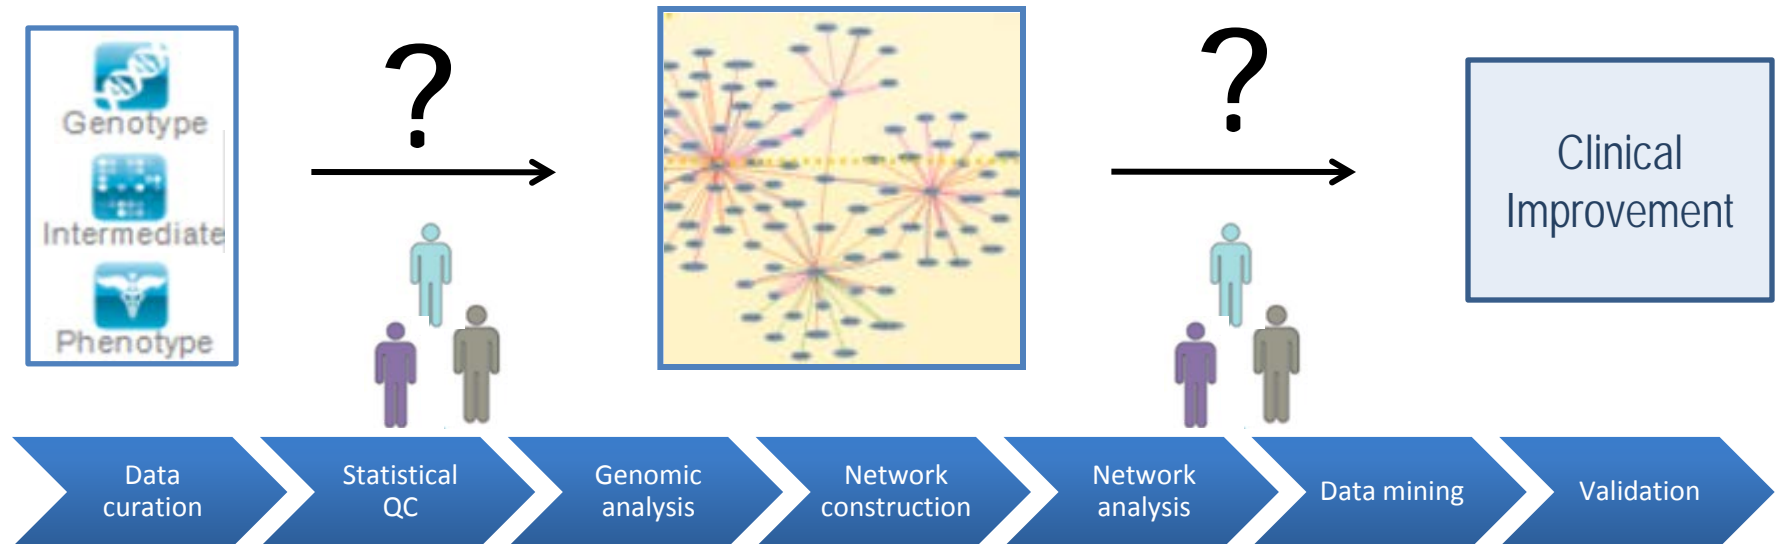 Genotype
Intermediate
Phenotype
?
?
Clinical
Improvement
Data
curation
Statistical
QC
Genomic
analysis
Network
construction
Network
analysis
Data mining
Validation